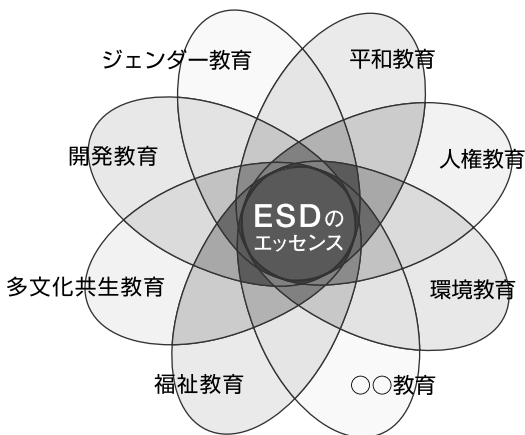 ジェンダー教育
平和教育
開発教育
人権教育
ESDの
エッセンス
多文化共生教育
環境教育
福祉教育
○○教育